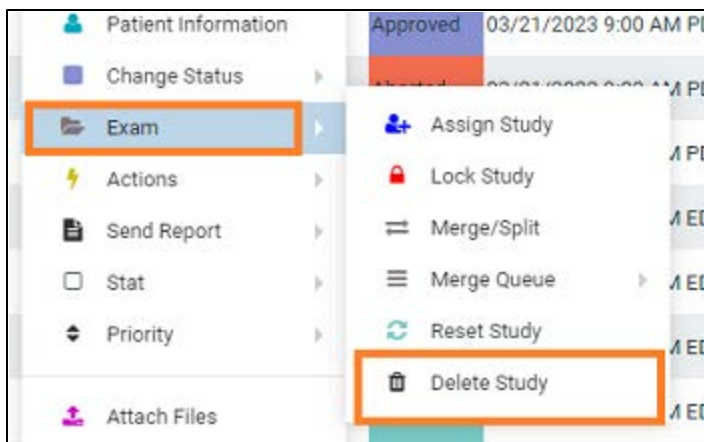 Patient Information
Approved 03/21/2023 9:00 AM
Change Status
Exam
Assign Study
Actions
Lock Study
Send Report
Merge/Split
Stat
Merge Queue
Priority
Reset Study
Delete Study
Attach Files